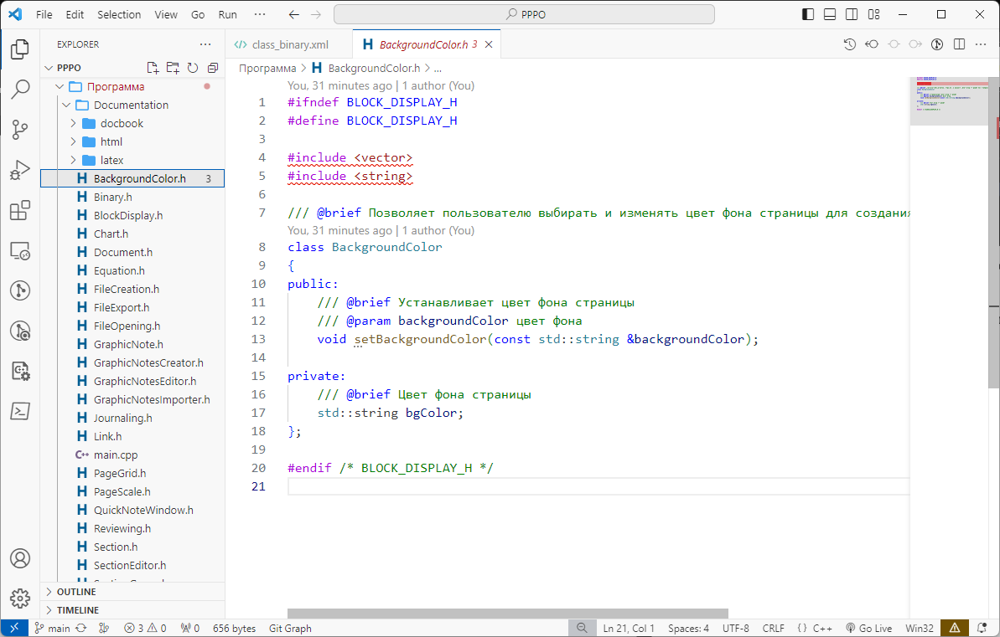 File Edit Selection View Go Run ··· PPPO
EXPLORER ···
PPPO
Программа
Documentation
docbook
html
latex
BackgroundColor.h 3
Binary.h
BlockDisplay.h
Chart.h
Document.h
Equation.h
FileCreation.h
FileExport.h
FileOpening.h
GraphicNote.h
GraphicNotesCreator.h
GraphicNotesEditor.h
GraphicNotesImporter.h
Journaling.h
Link.h
main.cpp
PageGrid.h
PageScale.h
QuickNoteWindow.h
Reviewing.h
Section.h
SectionEditor.h
OUTLINE
TIMELINE
class_binary.xml BackgroundColor.h 3
Программа > BackgroundColor.h > ...
You, 31 minutes ago | 1 author (You)
1 #ifndef BLOCK_DISPLAY_H
2 #define BLOCK_DISPLAY_H
3
4 #include <vector>
5 #include <string>
6
7 /// @brief Позволяет пользователю выбирать и изменять цвет фона страницы для создания
You, 31 minutes ago | 1 author (You)
8 class BackgroundColor
9 {
10 public:
11 /// @brief Устанавливает цвет фона страницы
12 /// @param backgroundColor цвет фона
13 void setBackgroundColor(const std::string &backgroundColor);
14
15 private:
16 /// @brief Цвет фона страницы
17 std::string bgColor;
18 };
19
20 #endif /* BLOCK_DISPLAY_H */
21
main 3 0 0 656 bytes Git Graph Ln 21, Col 1 Spaces: 4 UTF-8 CRLF {} C++ Go Live Win32